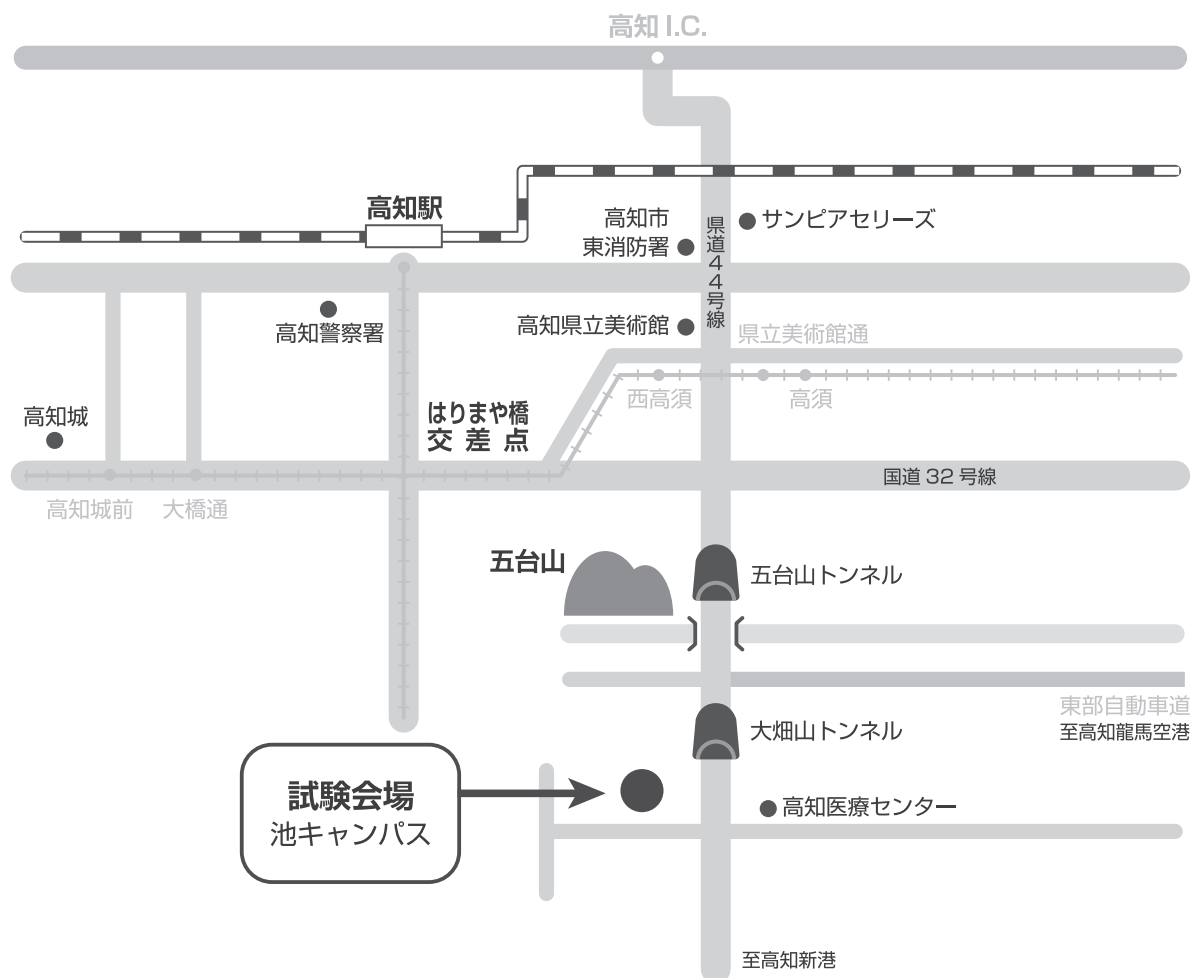 高知 I.C.
高知駅
高知市
東消防署
サンピアセリーズ
県道44号線
高知警察署
高知県立美術館
県立美術館通
西高須
高須
高知城
はりまや橋
交差点
国道 32 号線
高知城前
大橋通
五台山
五台山トンネル
東部自動車道
至高知龍馬空港
大畑山トンネル
試験会場
池キャンパス
高知医療センター
至高知新港